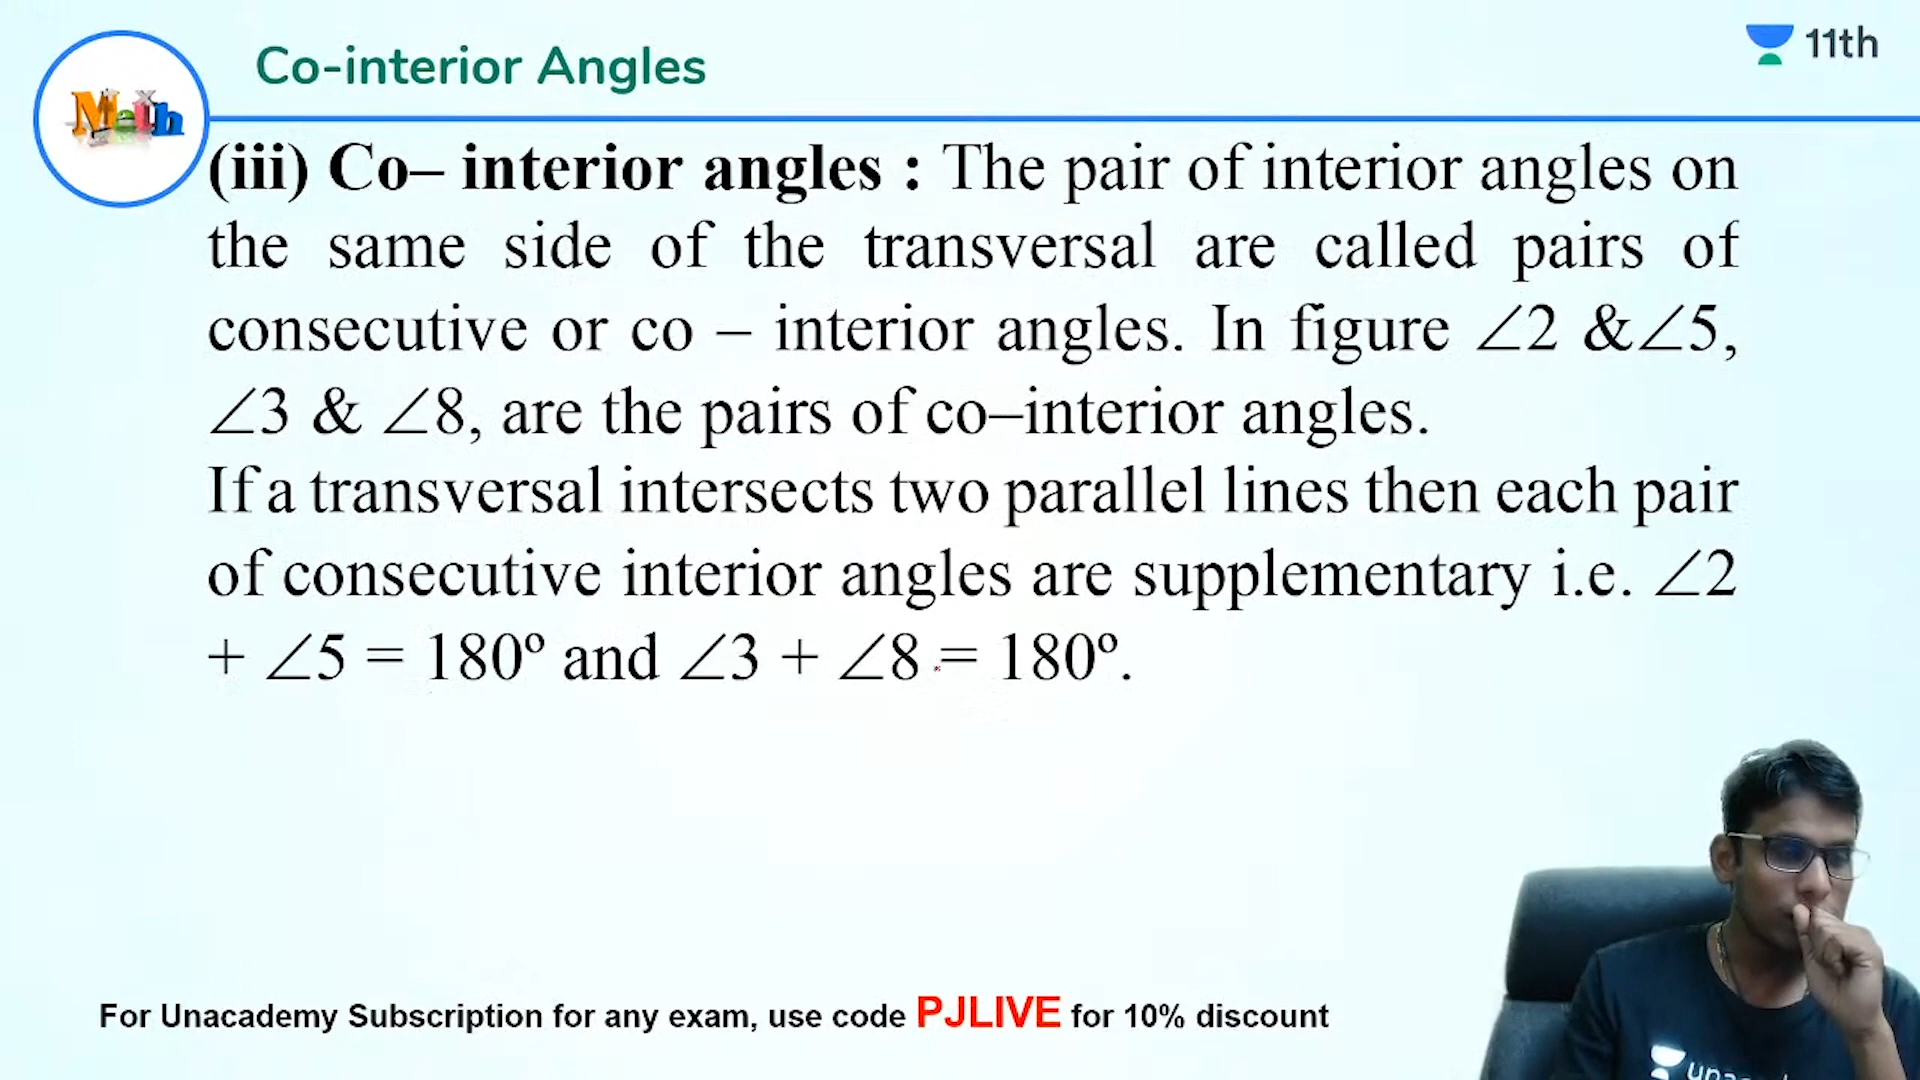 Co-interior Angles
11th
Math
(iii) Co– interior angles : The pair of interior angles on
the same side of the transversal are called pairs of
consecutive or co – interior angles. In figure ∠2 &∠5,
∠3 & ∠8, are the pairs of co–interior angles.
If a transversal intersects two parallel lines then each pair
of consecutive interior angles are supplementary i.e. ∠2
+ ∠5 = 180º and ∠3 + ∠8 = 180º.
For Unacademy Subscription for any exam, use code PJLIVE for 10% discount